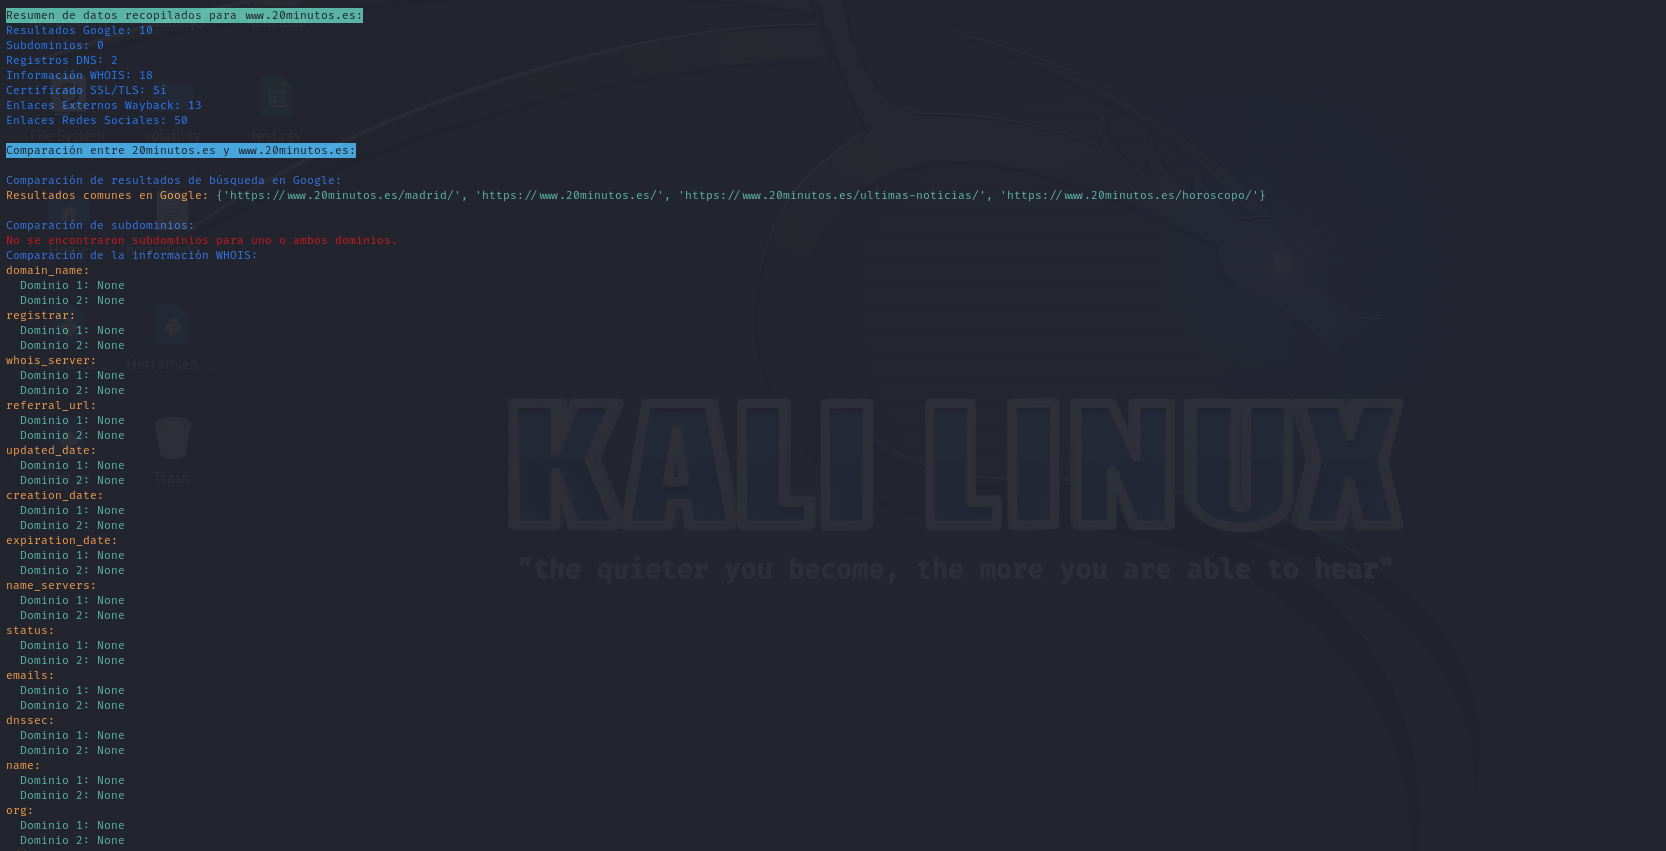 Resumen de datos recopilados para www.20minutos.es:
Resultados Google: 10
Subdominios: 0
Registros DNS: 2
Información WHOIS: 18
Certificado SSL/TLS: Sí
Enlaces Externos Wayback: 13
Enlaces Redes Sociales: 50
File System
volatility
test.csv
Comparación entre 20minutos.es y www.20minutos.es:
Comparación de resultados de búsqueda en Google:
Resultados comunes en Google: {'https://www.20minutos.es/madrid/', 'https://www.20minutos.es/', 'https://www.20minutos.es/ultimas-noticias/', 'https://www.20minutos.es/horoscopo/'}
Comparación de subdominios:
No se encontraron subdominios para uno o ambos dominios.
Comparación de la información WHOIS:
domain_name:
Dominio 1: None
Dominio 2: None
registrar:
Dominio 1: None
Dominio 2: None
whois_server:
Herramien...
Dominio 1: None
Dominio 2: None
referral_url:
Dominio 1: None
Dominio 2: None
updated_date:
Dominio 1: None
Dominio 2: None
Trash
creation_date:
Dominio 1: None
Dominio 2: None
expiration_date:
Dominio 1: None
Dominio 2: None
name_servers:
Dominio 1: None
Dominio 2: None
status:
Dominio 1: None
Dominio 2: None
emails:
Dominio 1: None
Dominio 2: None
dnssec:
Dominio 1: None
Dominio 2: None
name:
Dominio 1: None
Dominio 2: None
org:
Dominio 1: None
Dominio 2: None
KALI LINUX
"the quieter you become, the more you are able to hear"